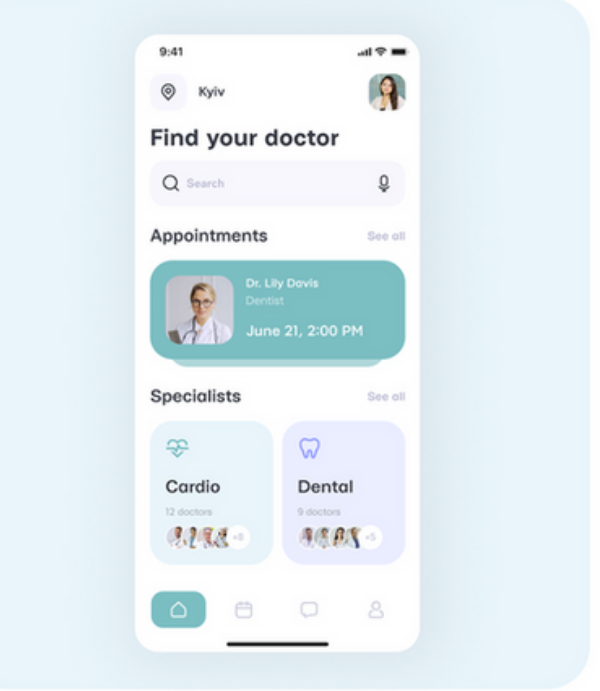 9:41
Kyiv
Find your doctor
Search
Appointments
See all
Dr. Lily Davis
Dentist
June 21, 2:00 PM
Specialists
See all
Cardio
12 doctors
+8
Dental
9 doctors
+5